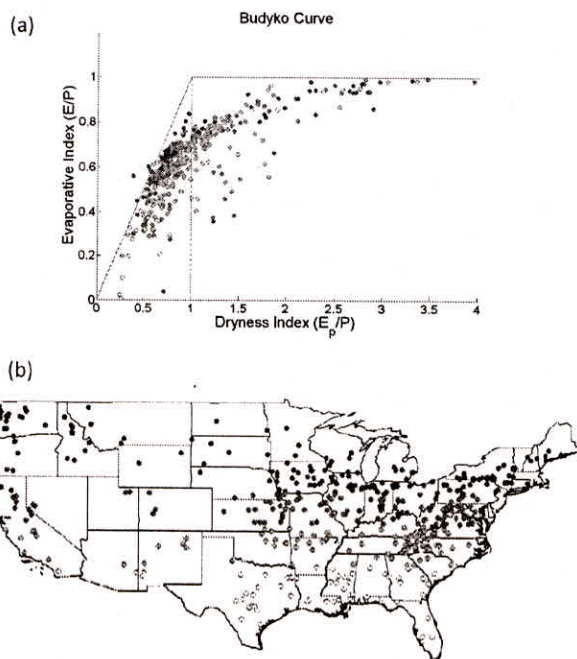 (a)
Budyko Curve
Evaporative Index (E/P)
1
0.8
0.6
0.4
0.2
0
0 0.5 1 1.5 2 2.5 3 3.5 4
Dryness Index (E_p/P)
(b)